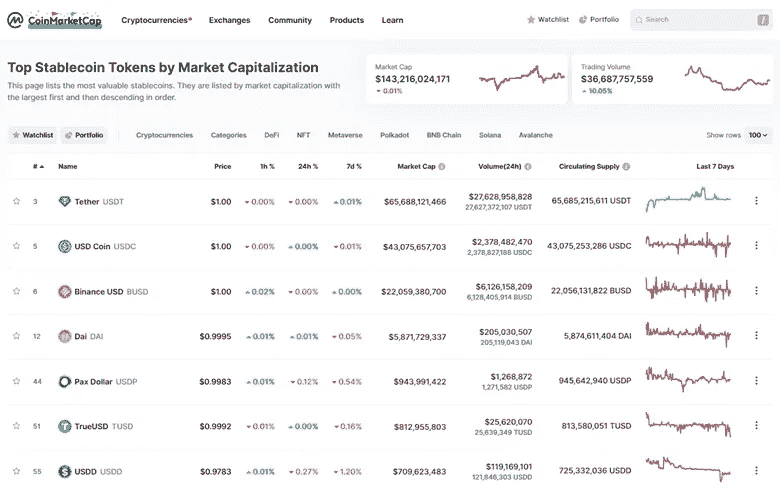 CoinMarketCap Cryptocurrencies Exchanges Community Products Learn Watchlist Portfolio Search /
Top Stablecoin Tokens by Market Capitalization
This page lists the most valuable stablecoins. They are listed by market capitalization with
the largest first and then descending in order.
Market Cap
$143,216,024,171
0.01%
Trading Volume
$36,687,757,559
10.05%
Watchlist Portfolio Cryptocurrencies Categories DeFi NFT Metaverse Polkadot BNB Chain Solana Avalanche Show rows 100
# Name Price 1h % 24h % 7d % Market Cap Volume(24h) Circulating Supply Last 7 Days
3 Tether USDT $1.00 0.00% 0.00% 0.01% $65,688,121,466 $27,628,958,828 65,685,215,611 USDT
27,627,372,107 USDT
5 USD Coin USDC $1.00 0.00% 0.00% 0.01% $43,075,657,703 $2,378,482,470 43,075,253,286 USDC
2,378,827,188 USDC
6 Binance USD BUSD $1.00 0.02% 0.00% 0.00% $22,059,380,700 $6,126,158,209 22,056,131,822 BUSD
6,128,405,914 BUSD
12 Dai DAI $0.9995 0.01% 0.01% 0.05% $5,871,729,337 $205,030,507 5,874,611,404 DAI
205,119,043 DAI
44 Pax Dollar USDP $0.9983 0.01% 0.12% 0.54% $943,991,422 $1,268,872 945,642,940 USDP
1,271,582 USDP
51 TrueUSD TUSD $0.9992 0.01% 0.00% 0.16% $812,955,803 $25,620,070 813,580,051 TUSD
25,639,349 TUSD
55 USDD USDD $0.9783 0.01% 0.27% 1.20% $709,623,483 $119,169,101 725,332,036 USDD
121,846,303 USDD